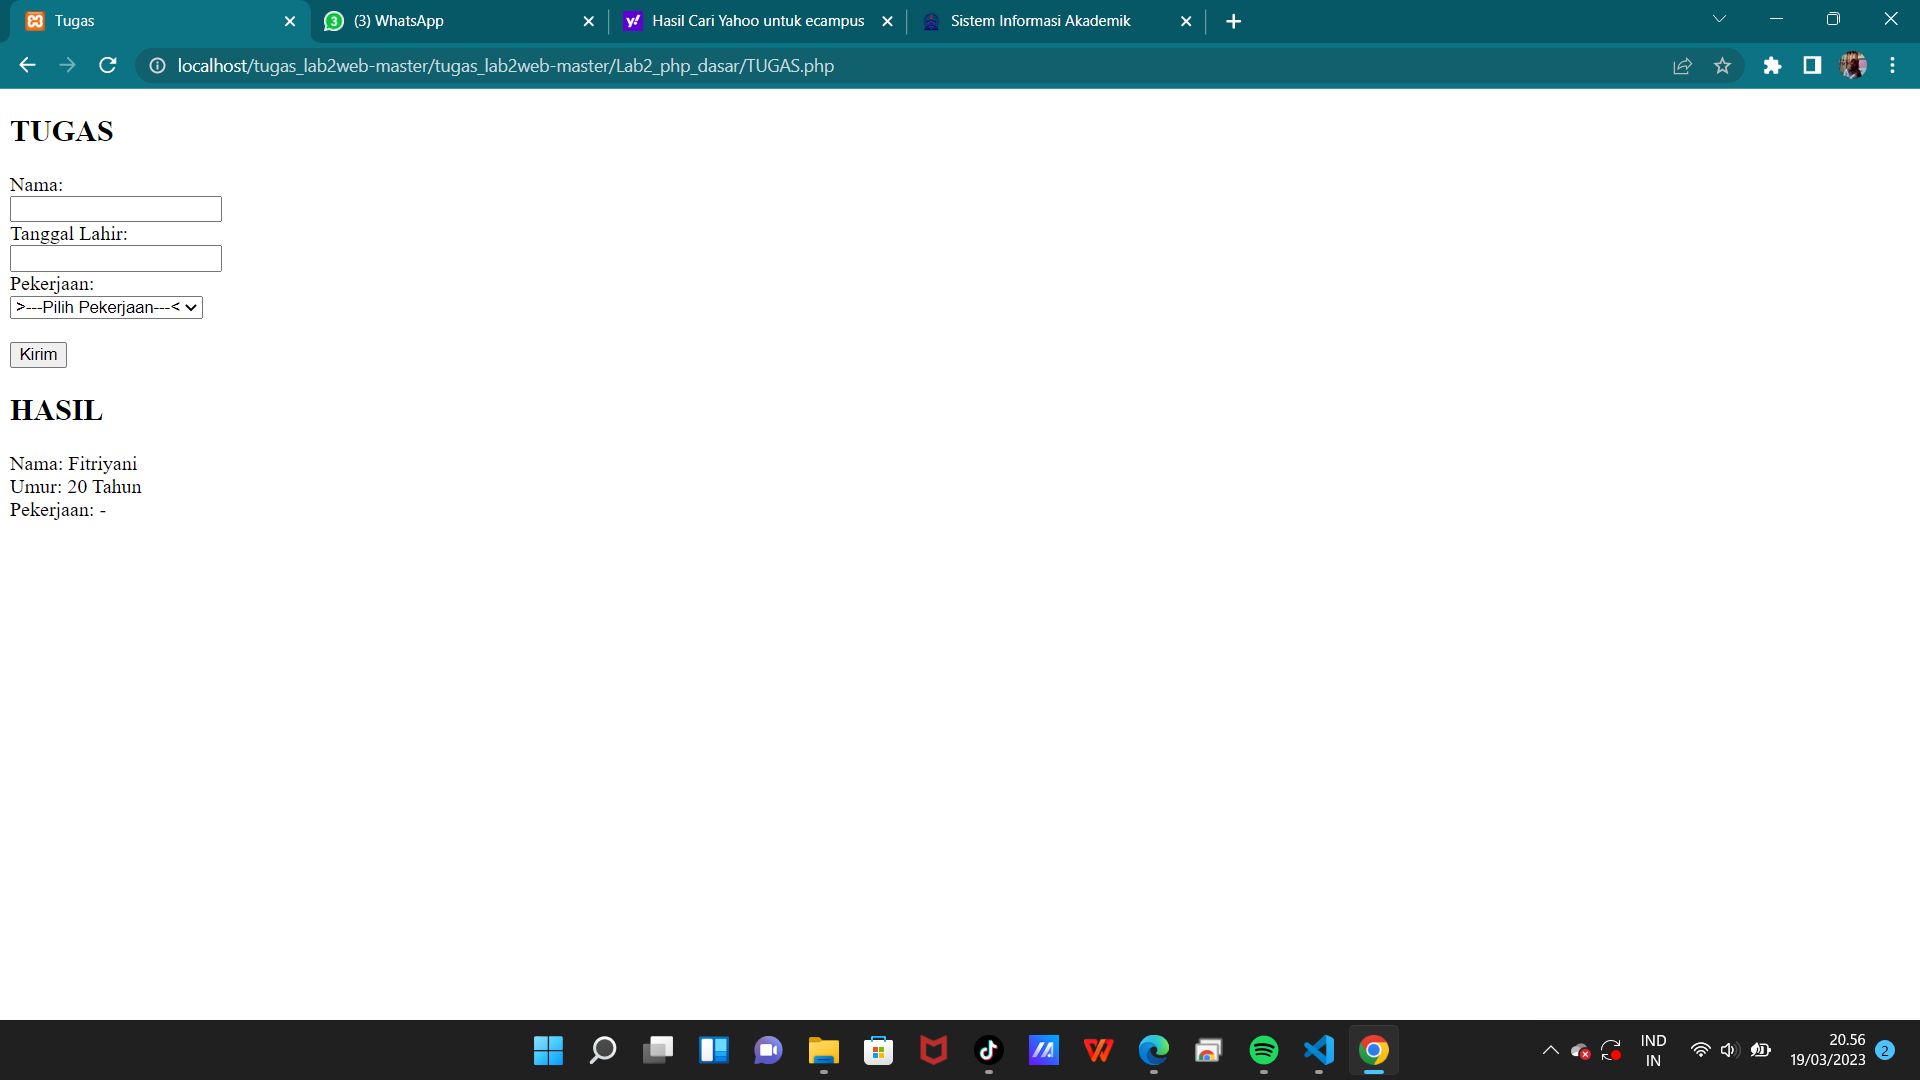 Tugas
3
(3) WhatsApp
y!
Hasil Cari Yahoo untuk ecampus
Sistem Informasi Akademik
localhost/tugas_lab2web-master/tugas_lab2web-master/Lab2_php_dasar/TUGAS.php
TUGAS
Nama:
Tanggal Lahir:
Pekerjaan:
>---Pilih Pekerjaan---<
Kirim
HASIL
Nama: Fitriyani
Umur: 20 Tahun
Pekerjaan: -
IND
IN
20.56
19/03/2023
2